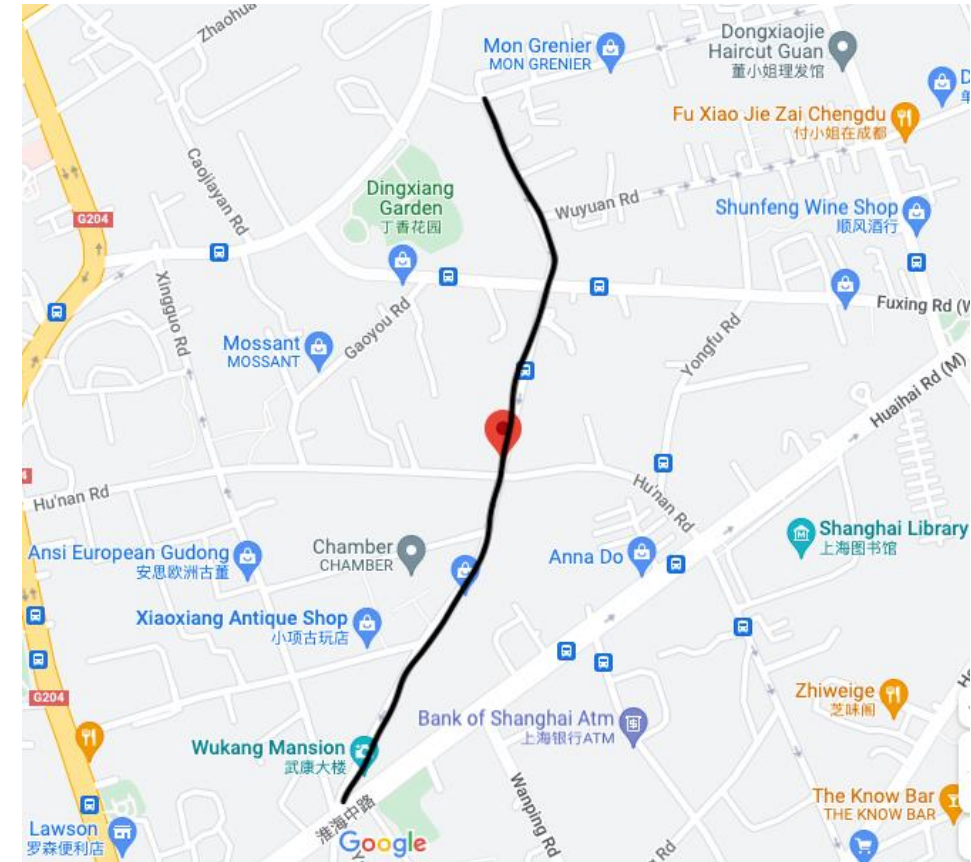 Zhaohua
Mon Grenier
MON GRENIER
Dongxiaojie
Haircut Guan
董小姐理发馆
Fu Xiao Jie Zai Chengdu
付小姐在成都
Caojiayan Rd
Dingxiang
Garden
丁香花园
Wuyuan Rd
Shunfeng Wine Shop
顺风酒行
G204
Xingguo Rd
Gaoyou Rd
Fuxing Rd (W
Mossant
MOSSANT
Yongfu Rd
Huaihai Rd (M)
Hu'nan Rd
Hu'nan Rd
Shanghai Library
上海图书馆
Ansi European Gudong
安思欧洲古董
Chamber
CHAMBER
Anna Do
Xiaoxiang Antique Shop
小项古玩店
G204
Zhiweige
芝味阁
Bank of Shanghai Atm
上海银行ATM
Wukang Mansion
武康大楼
Wanping Rd
淮海中路
The Know Bar
THE KNOW BAR
Lawson
罗森便利店
Google
Rd